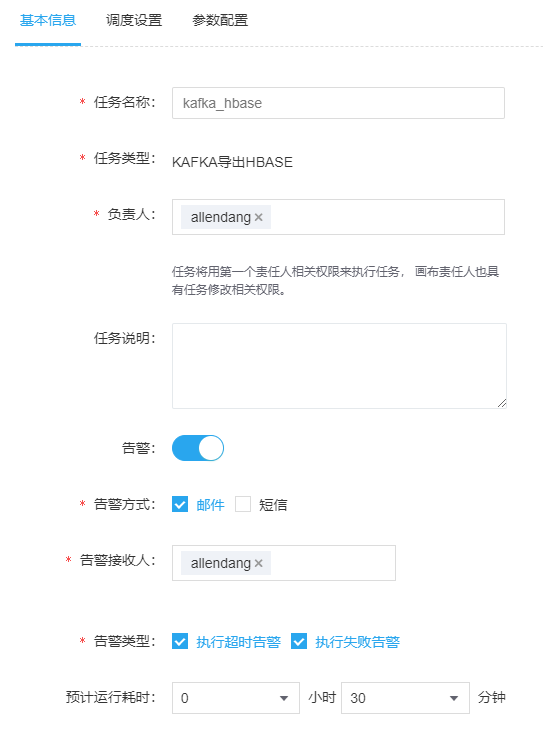 基本信息 调度设置 参数配置
* 任务名称： kafka_hbase
* 任务类型： KAFKA导出HBASE
* 负责人： allendang ×
任务将用第一个责任人相关权限来执行任务， 画布责任人也具
有任务修改相关权限。
任务说明：
告警：
* 告警方式： 邮件 短信
* 告警接收人： allendang ×
* 告警类型： 执行超时告警 执行失败告警
预计运行耗时： 0 小时 30 分钟